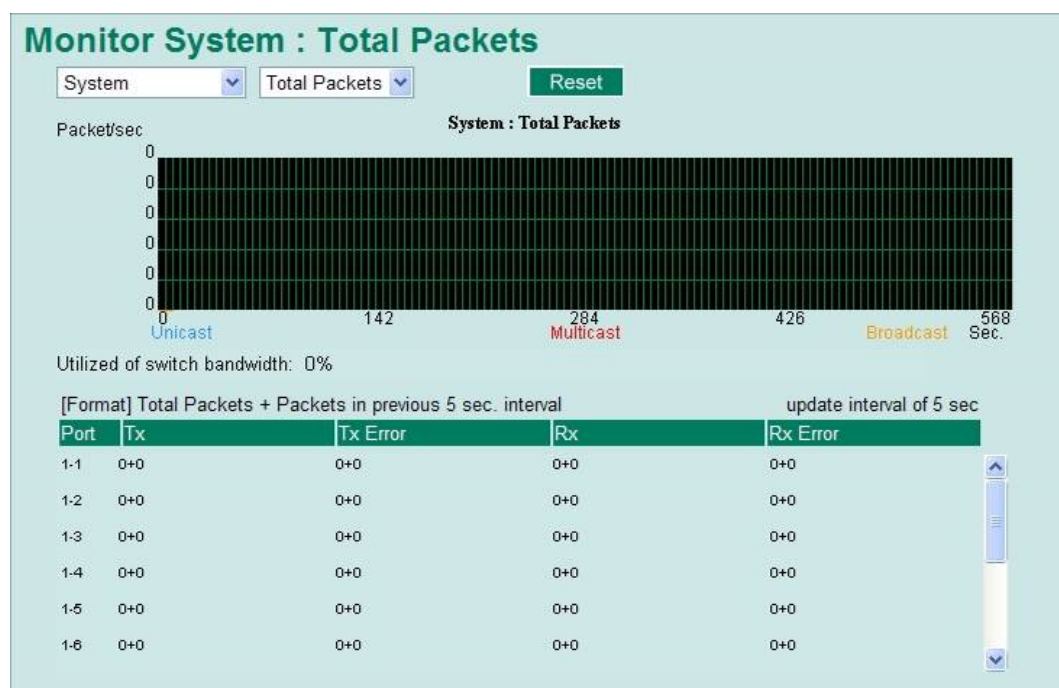 Monitor System : Total Packets
System Total Packets Reset
System : Total Packets
Packet/sec
0
0
0
0
0
0
0 142 284 426 568
Unicast Multicast Broadcast Sec.
Utilized of switch bandwidth: 0%
[Format] Total Packets + Packets in previous 5 sec. interval update interval of 5 sec
Port Tx Tx Error Rx Rx Error
1-1 0+0 0+0 0+0 0+0
1-2 0+0 0+0 0+0 0+0
1-3 0+0 0+0 0+0 0+0
1-4 0+0 0+0 0+0 0+0
1-5 0+0 0+0 0+0 0+0
1-6 0+0 0+0 0+0 0+0